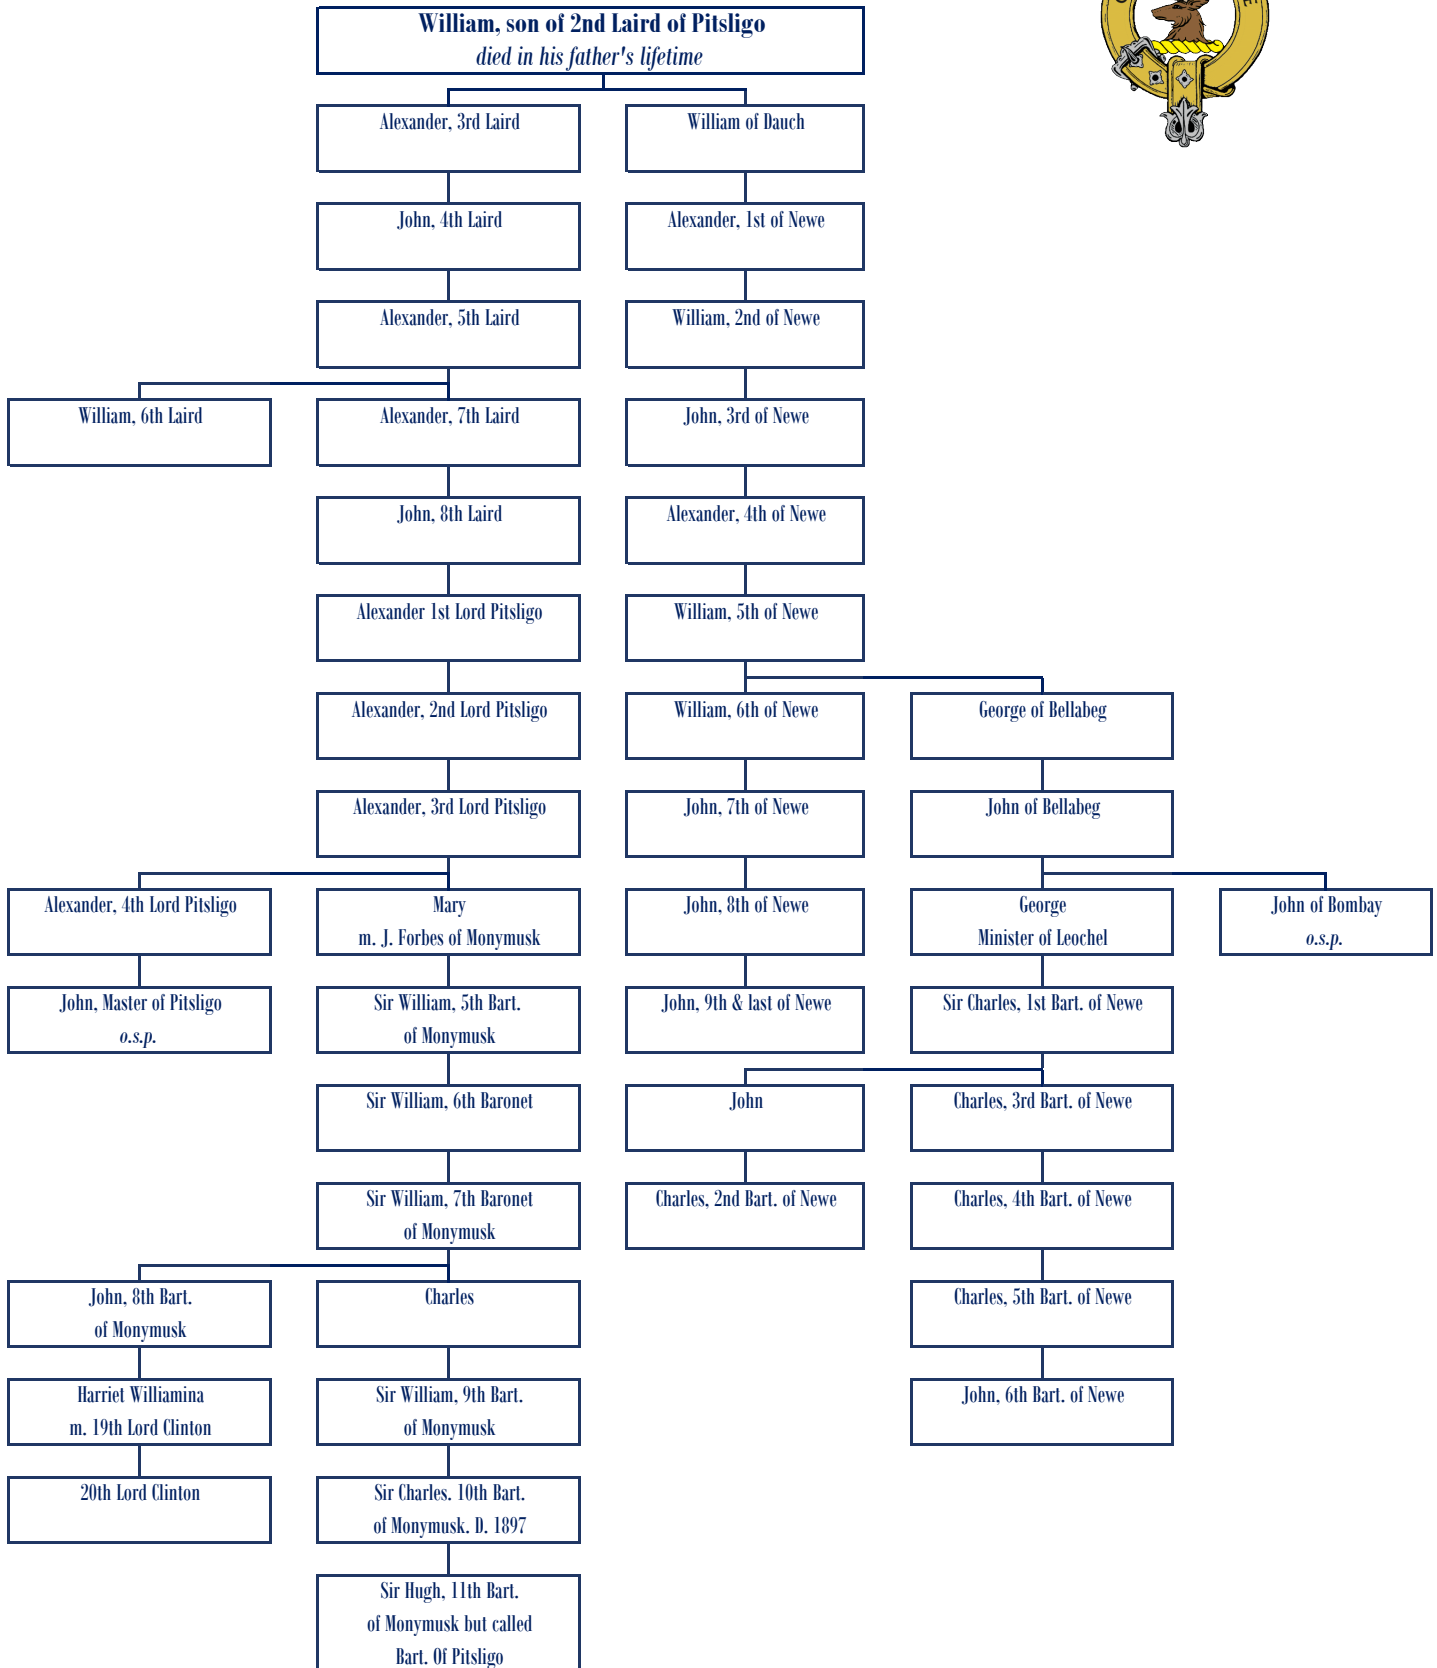 William, son of 2nd Laird of Pitsligo
died in his father's lifetime
Alexander, 3rd Laird
William of Dauch
John, 4th Laird
Alexander, 1st of Newe
Alexander, 5th Laird
William, 2nd of Newe
William, 6th Laird
Alexander, 7th Laird
John, 3rd of Newe
John, 8th Laird
Alexander, 4th of Newe
Alexander 1st Lord Pitsligo
William, 5th of Newe
Alexander, 2nd Lord Pitsligo
William, 6th of Newe
George of Bellabeg
Alexander, 3rd Lord Pitsligo
John, 7th of Newe
John of Bellabeg
Alexander, 4th Lord Pitsligo
Mary
m. J. Forbes of Monymusk
John, 8th of Newe
George
Minister of Leochel
John of Bombay
o.s.p.
John, Master of Pitsligo
o.s.p.
Sir William, 5th Bart.
of Monymusk
John, 9th & last of Newe
Sir Charles, 1st Bart. of Newe
Sir William, 6th Baronet
John
Charles, 3rd Bart. of Newe
Sir William, 7th Baronet
of Monymusk
Charles, 2nd Bart. of Newe
Charles, 4th Bart. of Newe
John, 8th Bart.
of Monymusk
Charles
Charles, 5th Bart. of Newe
Harriet Williamina
m. 19th Lord Clinton
Sir William, 9th Bart.
of Monymusk
John, 6th Bart. of Newe
20th Lord Clinton
Sir Charles. 10th Bart.
of Monymusk. D. 1897
Sir Hugh, 11th Bart.
of Monymusk but called
Bart. Of Pitsligo